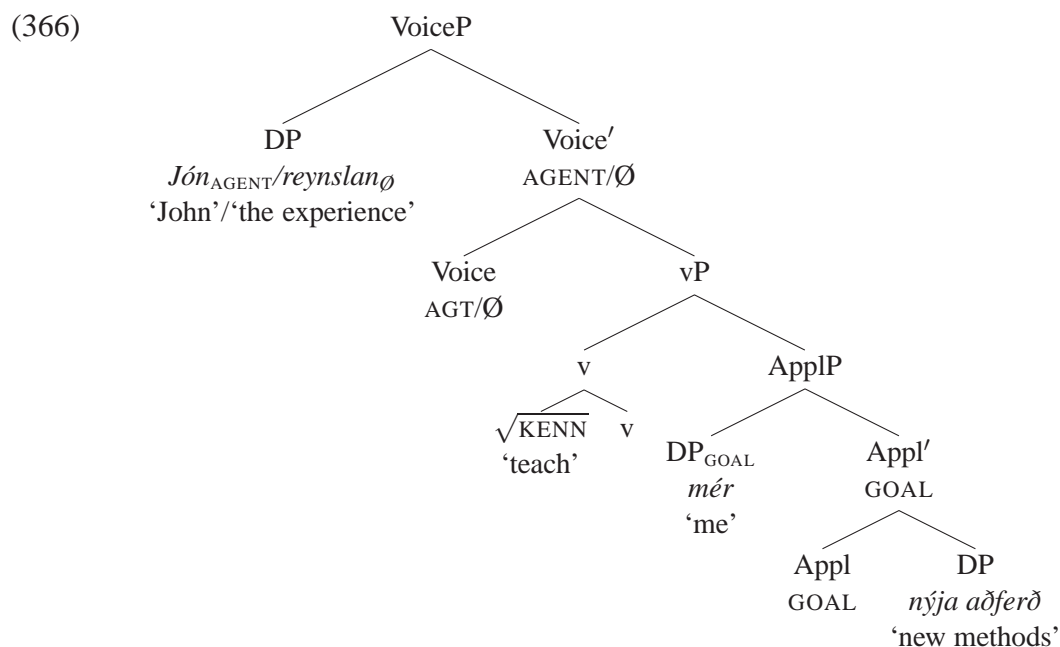 (366)
VoiceP
DP Voice′
Jón_AGENT/reynslan_Ø AGENT/Ø
‘John’/‘the experience’
Voice vP
AGT/Ø
v ApplP
√KENN v DP_GOAL Appl′
‘teach’ mér GOAL
‘me’
Appl DP
GOAL nýja aðferð
‘new methods’